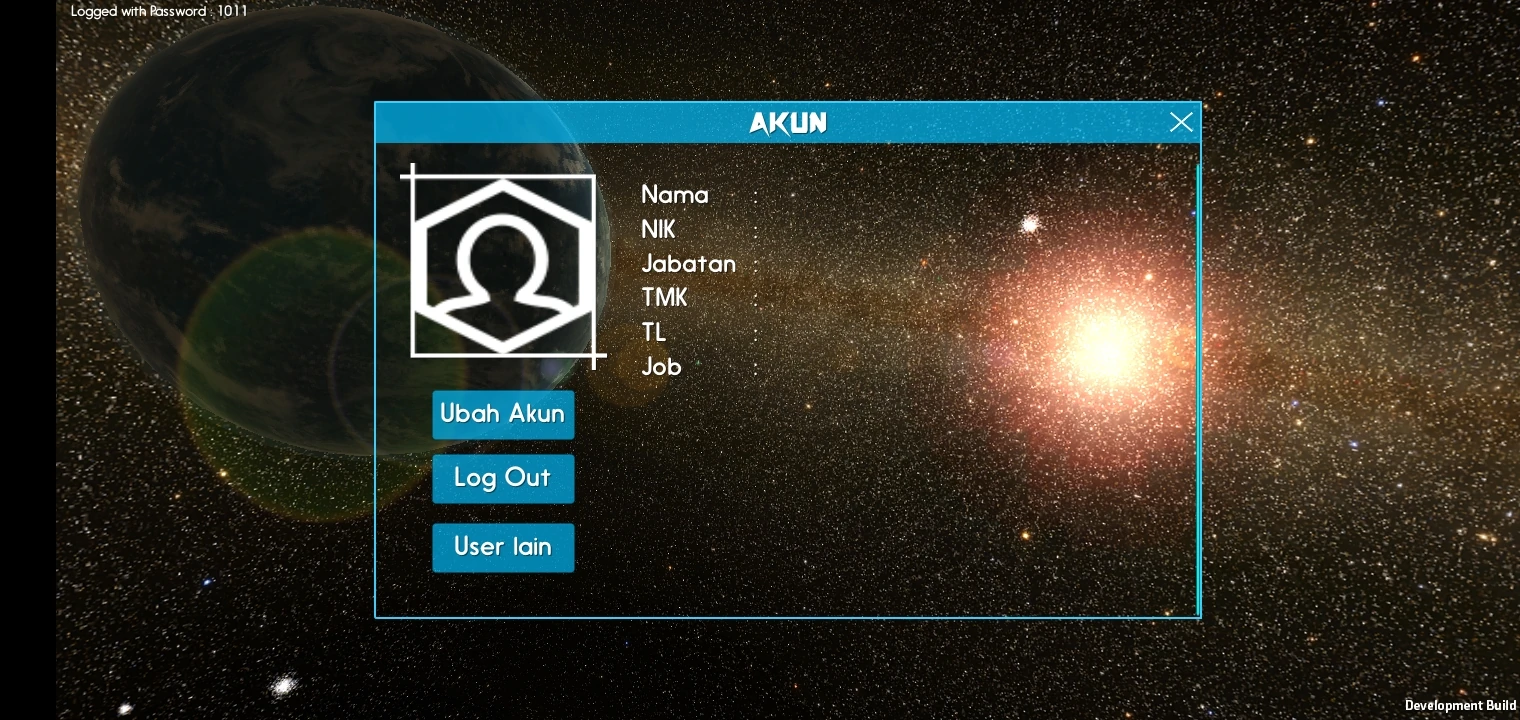 Logged with Password : 1011
AKUN
Nama :
NIK :
Jabatan :
TMK :
TL :
Job :
Ubah Akun
Log Out
User lain
Development Build